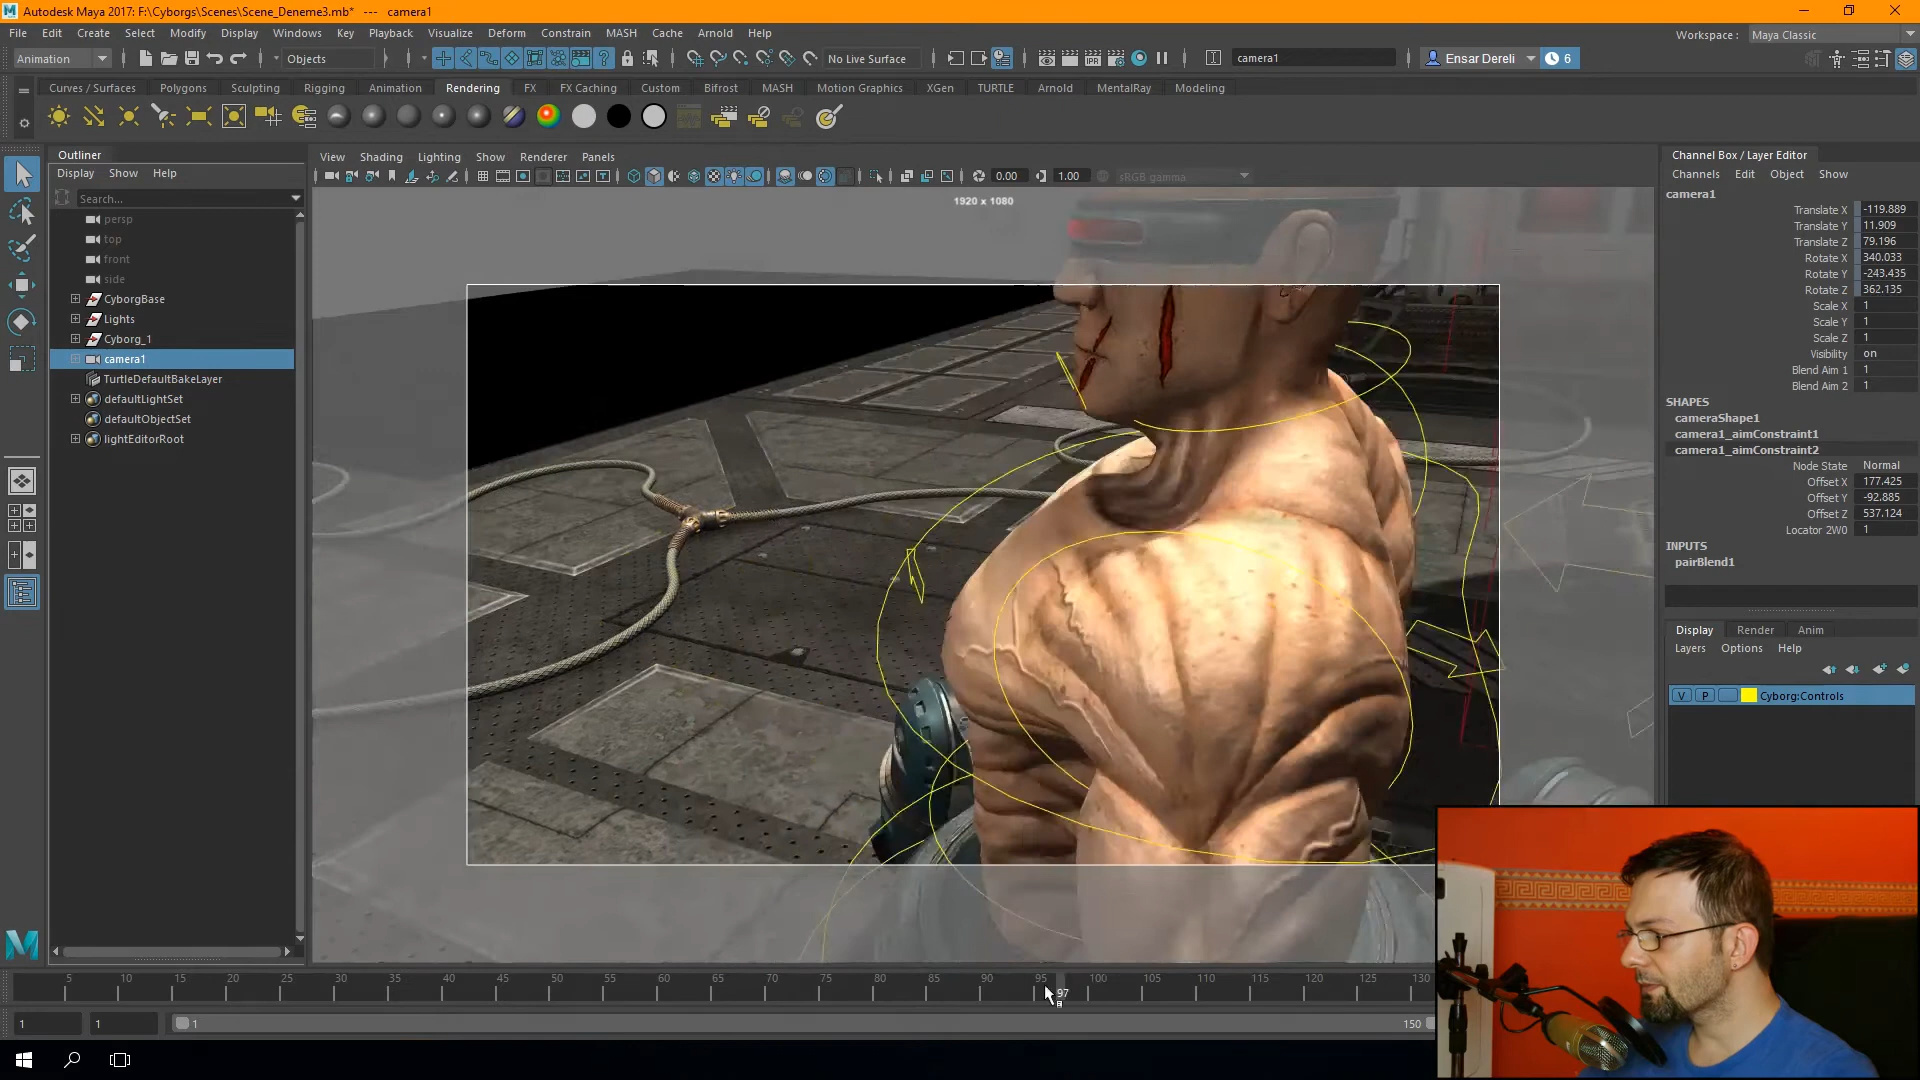 Autodesk Maya 2017: F:\Cyborgs\Scenes\Scene_Deneme3.mb* --- camera1
File Edit Create Select Modify Display Windows Key Playback Visualize Deform Constrain MASH Cache Arnold Help
Workspace : Maya Classic
Animation Objects No Live Surface camera1 Ensar Dereli 6
Curves / Surfaces Polygons Sculpting Rigging Animation Rendering FX FX Caching Custom Bifrost MASH Motion Graphics XGen TURTLE Arnold MentalRay Modeling
IPR
Outliner
Display Show Help
Search...
persp
top
front
side
CyborgBase
Lights
Cyborg_1
camera1
TurtleDefaultBakeLayer
defaultLightSet
defaultObjectSet
lightEditorRoot
View Shading Lighting Show Renderer Panels
0.00 1.00 sRGB gamma
1920 x 1080
Channel Box / Layer Editor
Channels Edit Object Show
camera1
Translate X -119.889
Translate Y 11.909
Translate Z 79.196
Rotate X 340.033
Rotate Y -243.435
Rotate Z 362.135
Scale X 1
Scale Y 1
Scale Z 1
Visibility on
Blend Aim 1 1
Blend Aim 2 1
SHAPES
cameraShape1
camera1_aimConstraint1
camera1_aimConstraint2
Node State Normal
Offset X 177.425
Offset Y -92.885
Offset Z 537.124
Locator 2W0 1
INPUTS
pairBlend1
Display Render Anim
Layers Options Help
V P Cyborg:Controls
5 10 15 20 25 30 35 40 45 50 55 60 65 70 75 80 85 90 95 100 105 110 115 120 125 130
97
1 1 1 150